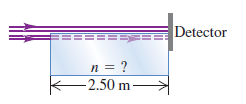 Detector
n = ?
2.50 m